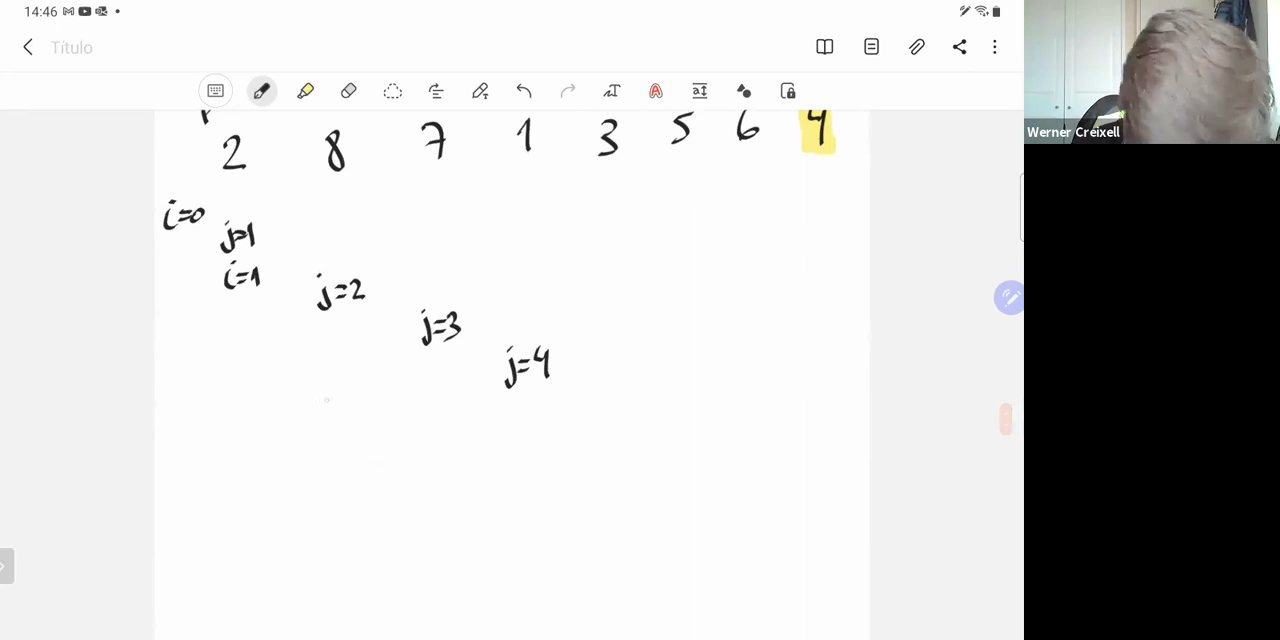 14:46
Título
2 8 7 1 3 5 6 4
i=0
j=1
i=1
j=2
j=3
j=4
Werner Creixell